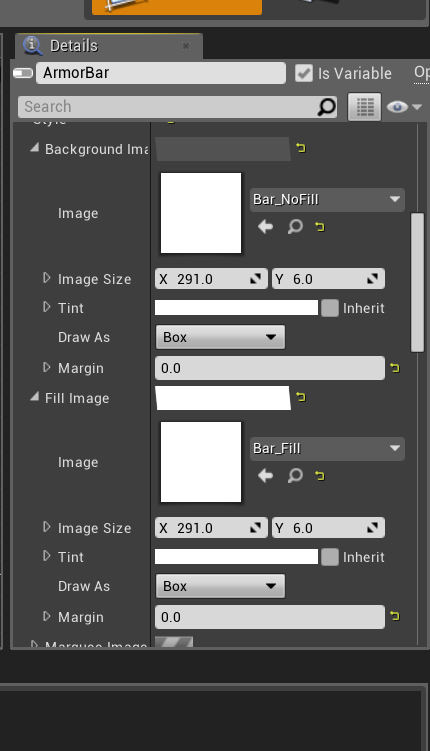 Details
ArmorBar
Is Variable
Op
Search
Style
Background Ima
Image
Bar_NoFill
Image Size X 291.0 Y 6.0
Tint Inherit
Draw As Box
Margin 0.0
Fill Image
Image
Bar_Fill
Image Size X 291.0 Y 6.0
Tint Inherit
Draw As Box
Margin 0.0
Marquee Image